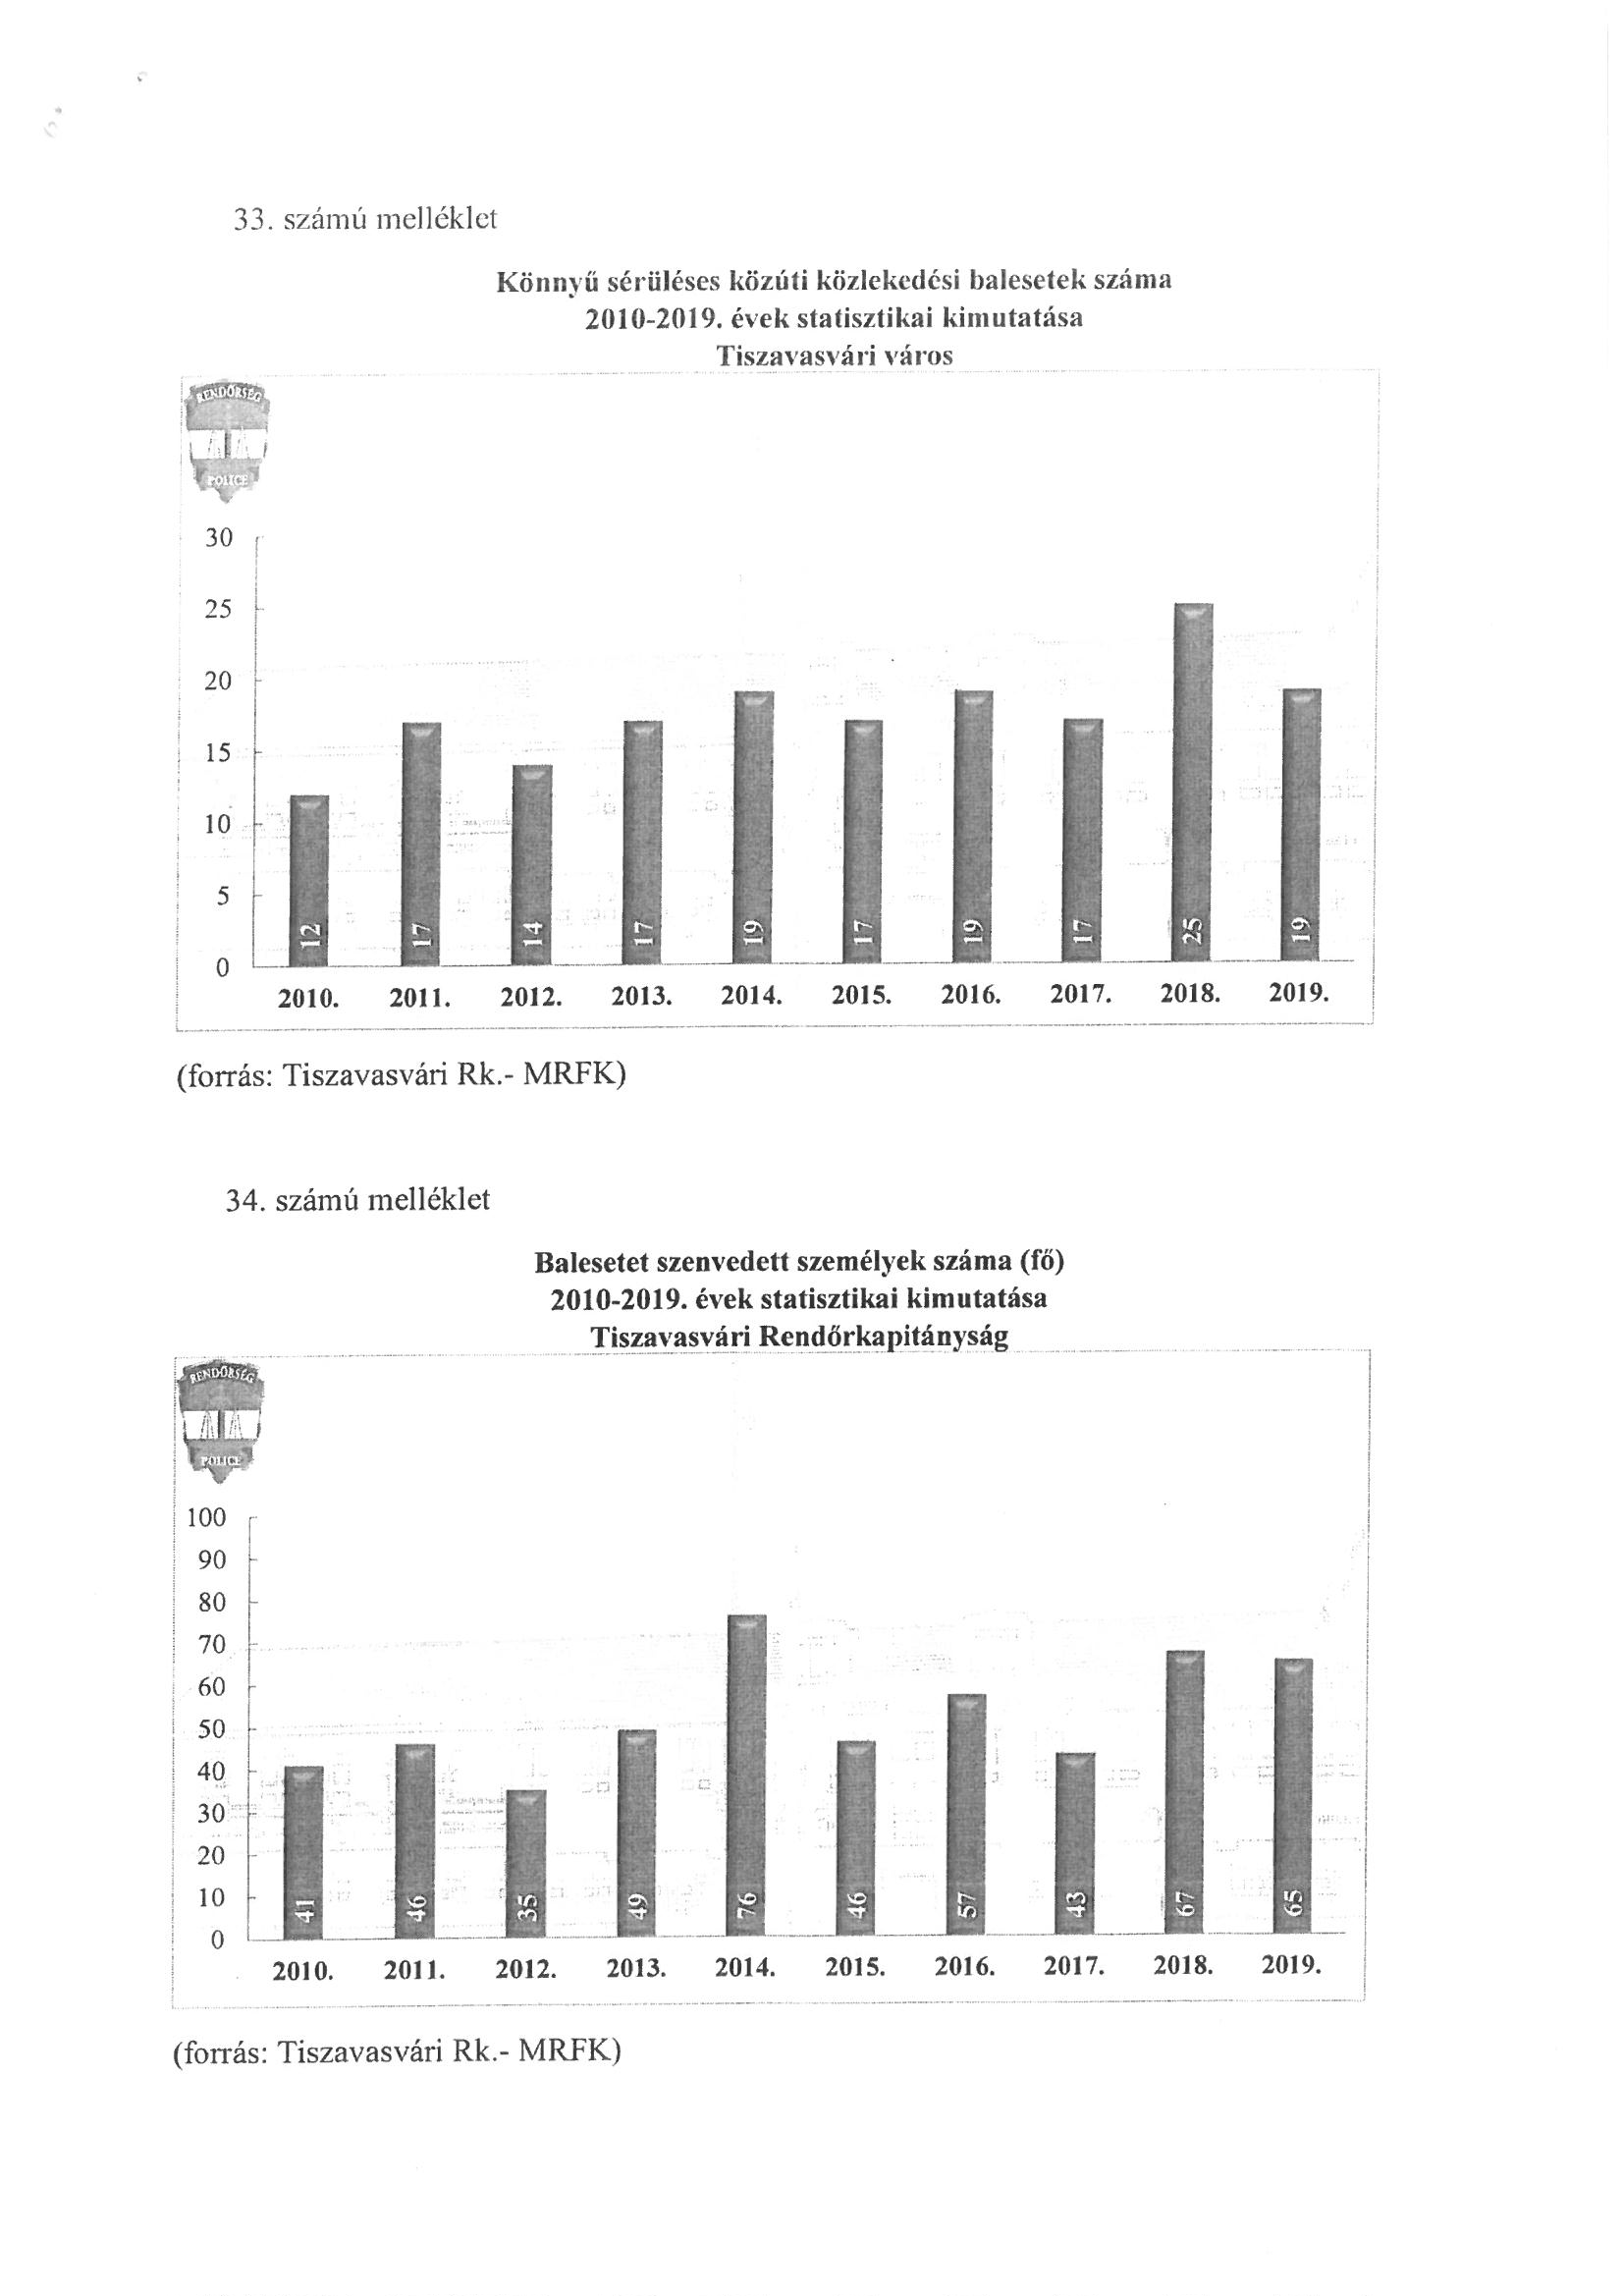 33. számú melléklet
Könnyű sérüléses közúti közlekedési balesetek száma
2010-2019. évek statisztikai kimutatása
Tiszavasvári város
RENDŐRSÉG
POLICE
30
25
20
15
10
5
0
12 17 14 17 19 17 19 17 25 19
2010. 2011. 2012. 2013. 2014. 2015. 2016. 2017. 2018. 2019.
(forrás: Tiszavasvári Rk.- MRFK)
34. számú melléklet
Balesetet szenvedett személyek száma (fő)
2010-2019. évek statisztikai kimutatása
Tiszavasvári Rendőrkapitányság
RENDŐRSÉG
POLICE
100
90
80
70
60
50
40
30
20
10
0
41 46 35 49 76 46 57 43 67 65
2010. 2011. 2012. 2013. 2014. 2015. 2016. 2017. 2018. 2019.
(forrás: Tiszavasvári Rk.- MRFK)